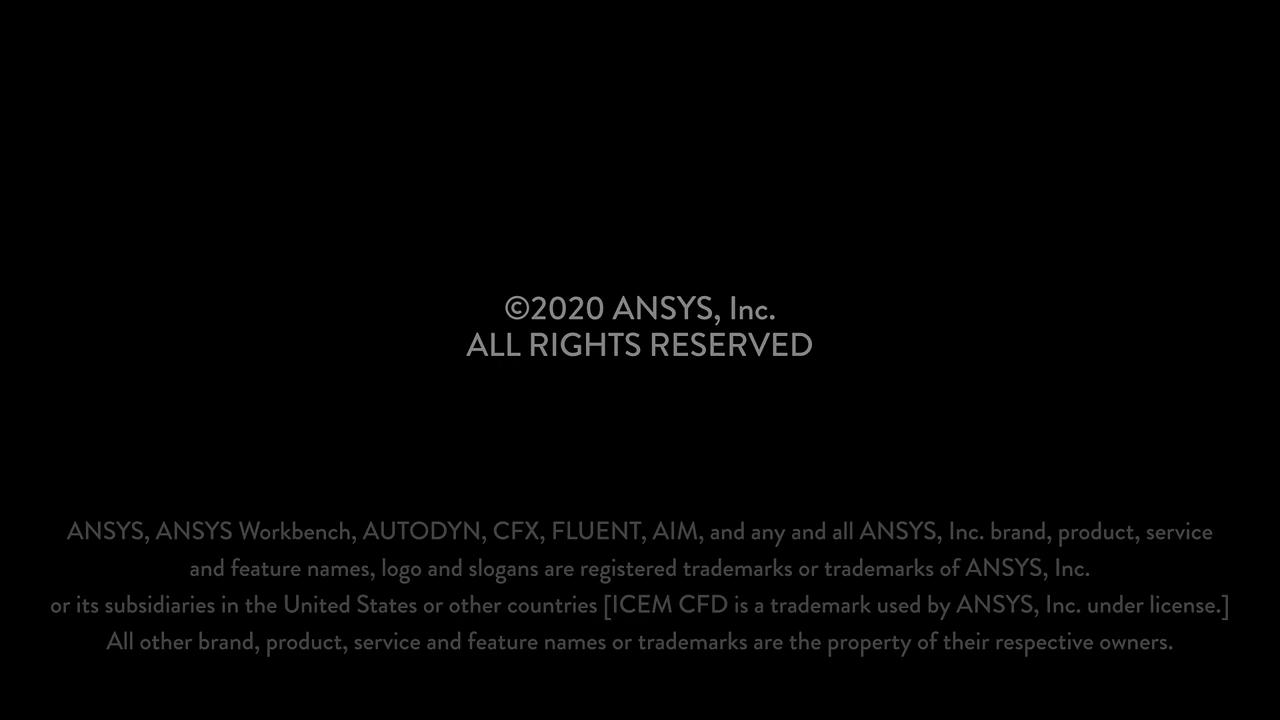 ©2020 ANSYS, Inc.
ALL RIGHTS RESERVED
ANSYS, ANSYS Workbench, AUTODYN, CFX, FLUENT, AIM, and any and all ANSYS, Inc. brand, product, service
and feature names, logo and slogans are registered trademarks or trademarks of ANSYS, Inc.
or its subsidiaries in the United States or other countries [ICEM CFD is a trademark used by ANSYS, Inc. under license.]
All other brand, product, service and feature names or trademarks are the property of their respective owners.